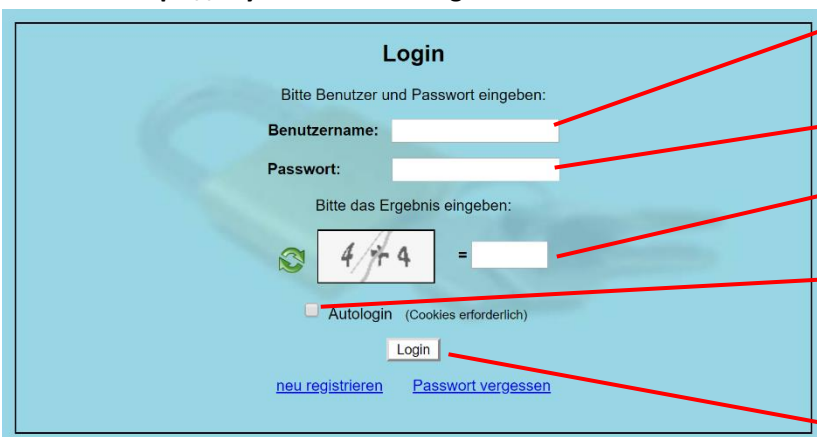 Login
Bitte Benutzer und Passwort eingeben:
Benutzername:
Passwort:
Bitte das Ergebnis eingeben:
4 + 4 =
Autologin (Cookies erforderlich)
Login
neu registrieren Passwort vergessen